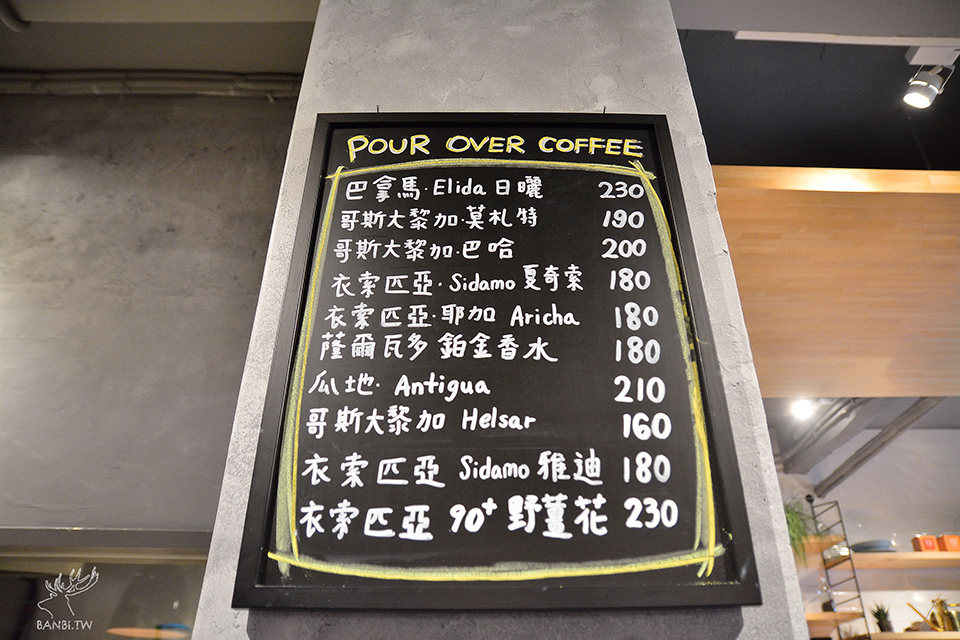 POUR OVER COFFEE
巴拿馬·Elida 日曬 230
哥斯大黎加·莫札特 190
哥斯大黎加·巴哈 200
衣索匹亞·Sidamo 夏奇索 180
衣索匹亞·耶加 Aricha 180
薩爾瓦多 鉑金香水 180
瓜地· Antigua 210
哥斯大黎加 Helsar 160
衣索匹亞 Sidamo 雅迪 180
衣索匹亞 90+ 野薑花 230
BANBI.TW